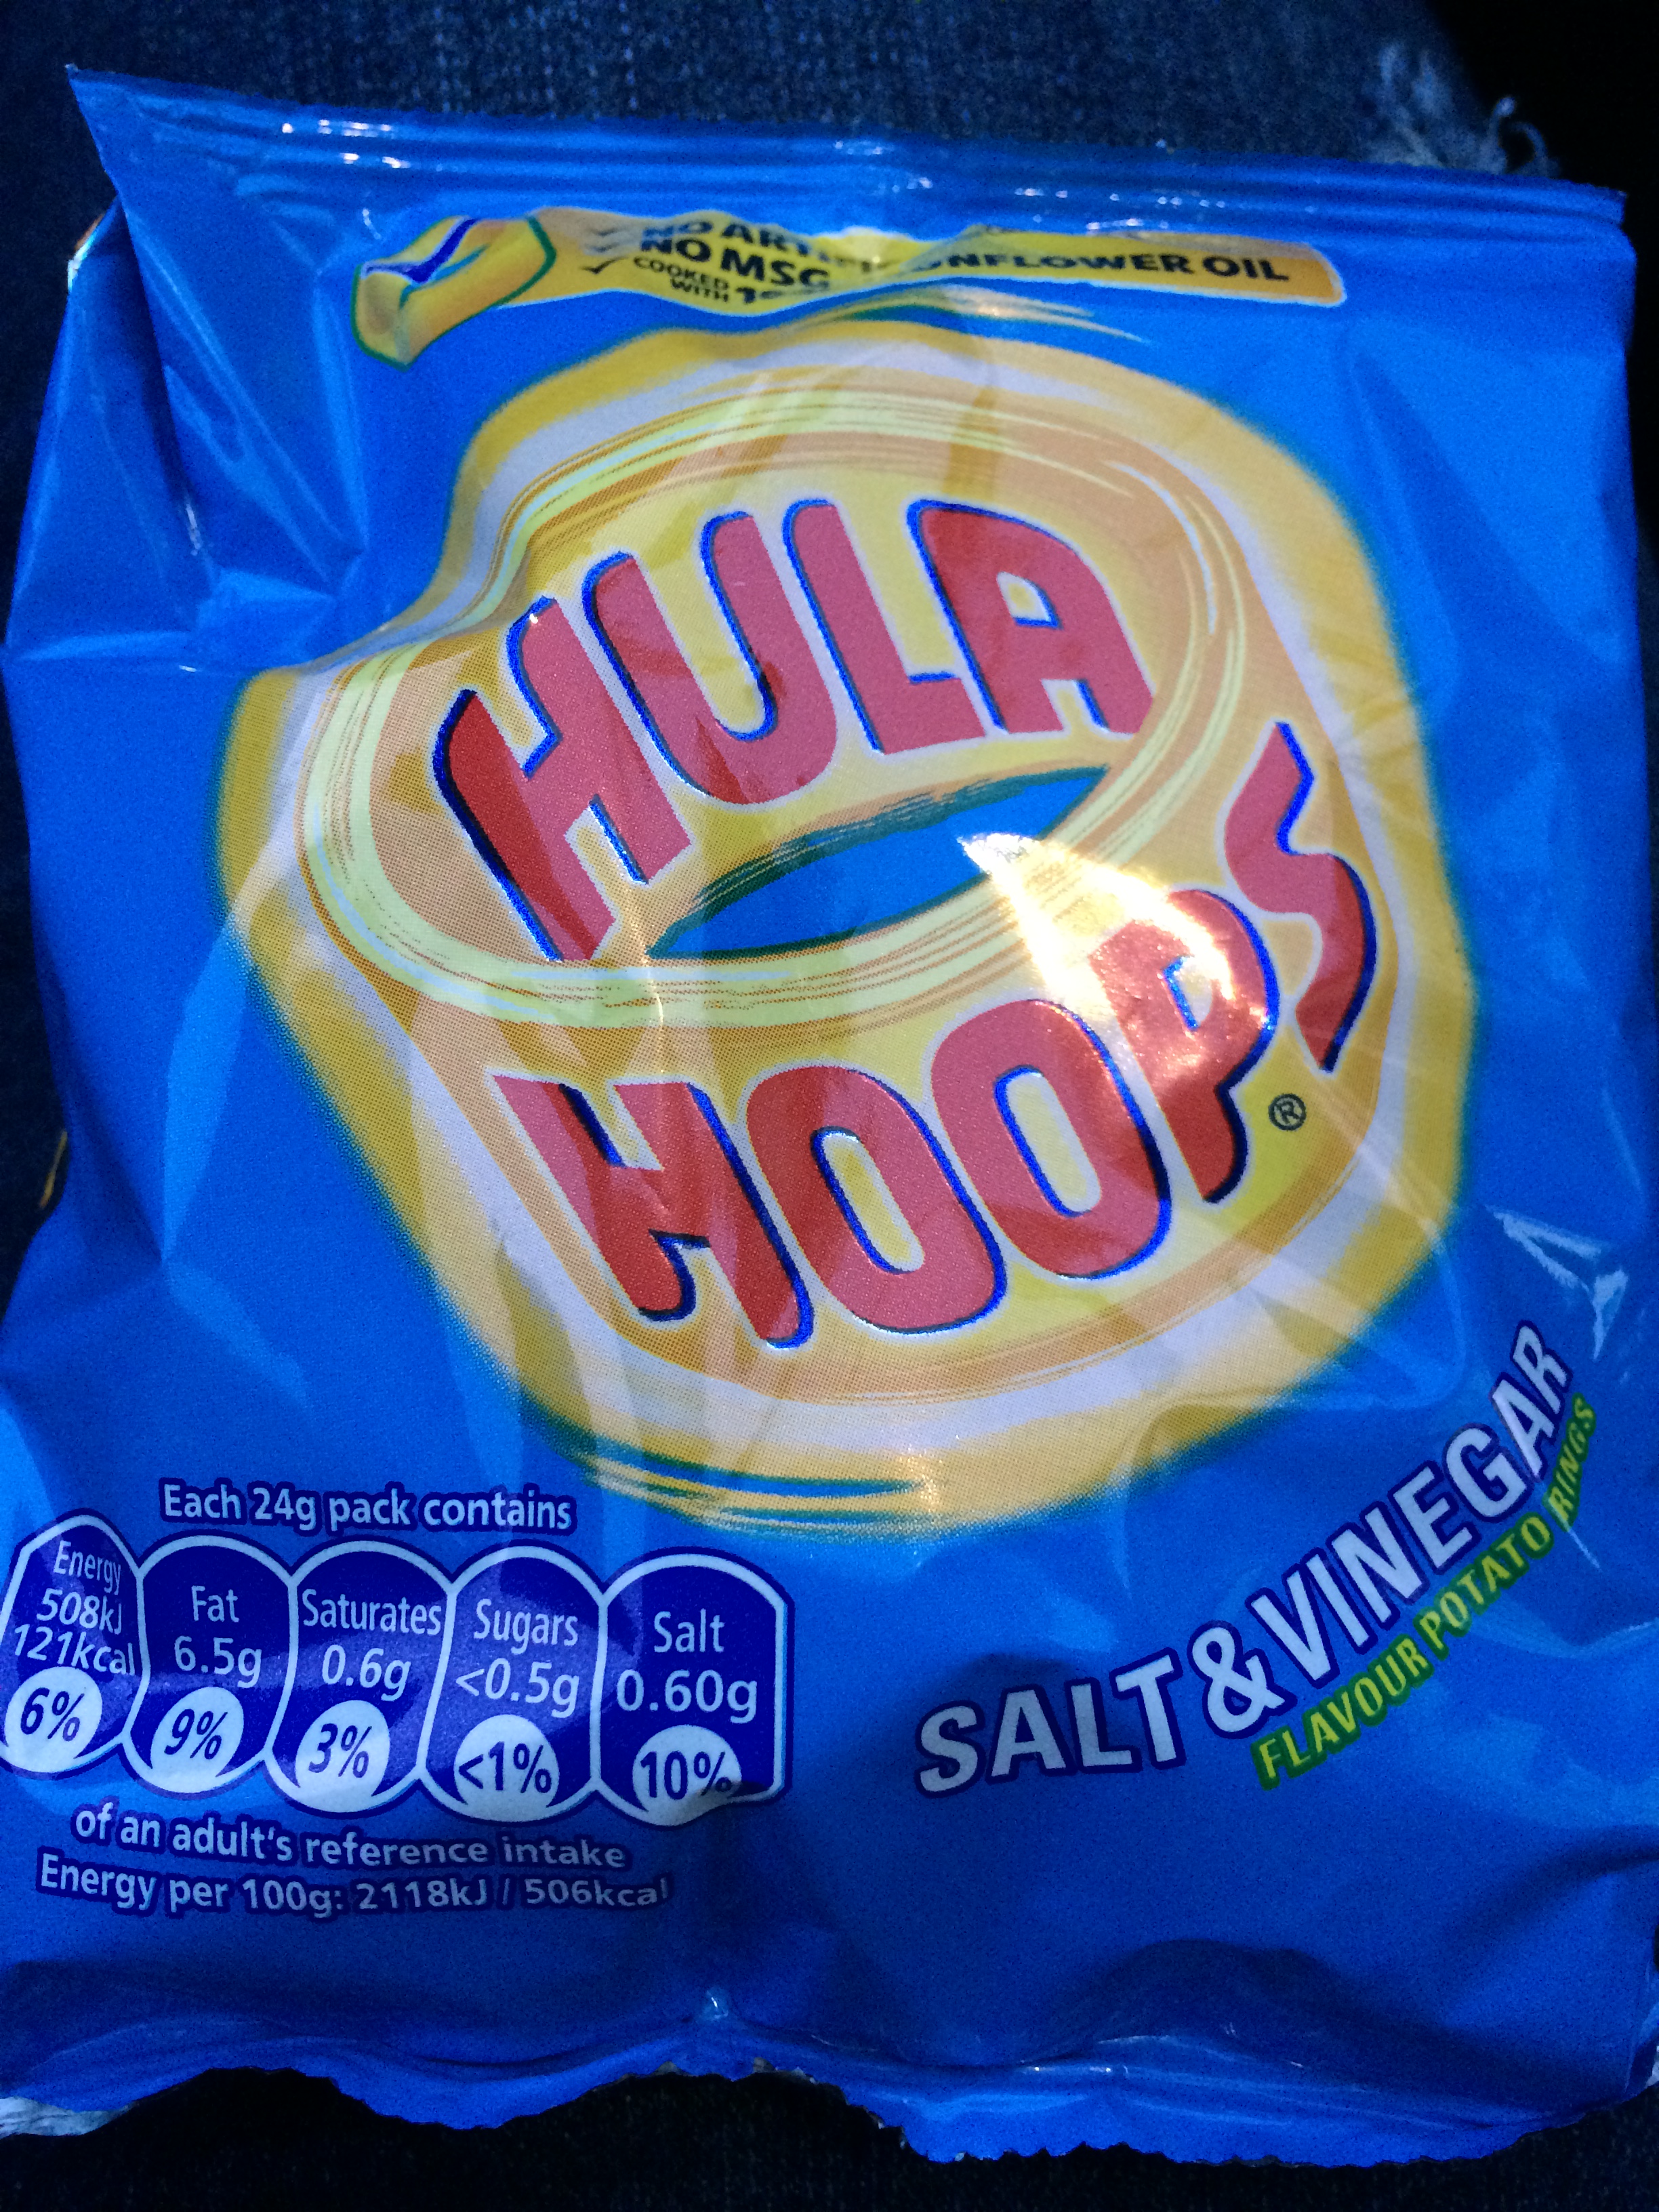 NO MSG
COOKED
WITH
SUNFLOWER OIL
HULA
HOOPS®
SALT & VINEGAR
FLAVOUR POTATO RINGS
Each 24g pack contains
Energy 508kJ 121kcal 6%
Fat 6.5g 9%
Saturates 0.6g 3%
Sugars <0.5g <1%
Salt 0.60g 10%
of an adult's reference intake
Energy per 100g: 2118kJ / 506kcal